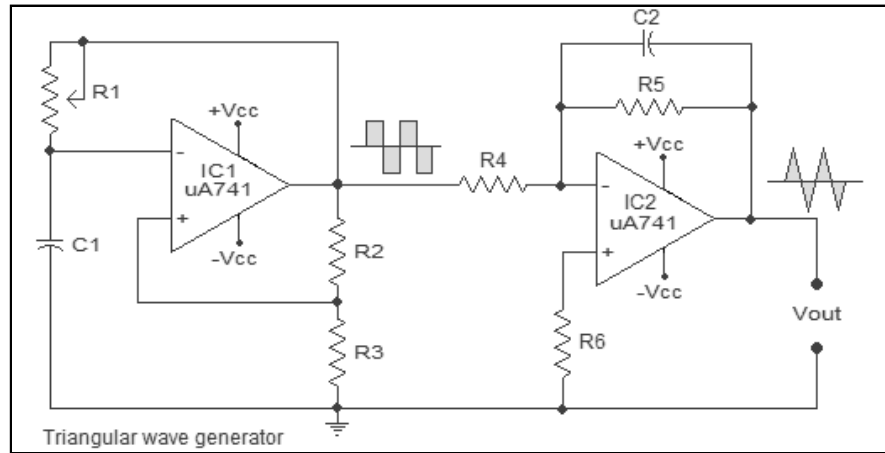 C2
R1
R5
+Vcc
+Vcc
R4
IC1
uA741
IC2
uA741
C1
-Vcc
R2
-Vcc
Vout
R6
R3
Triangular wave generator